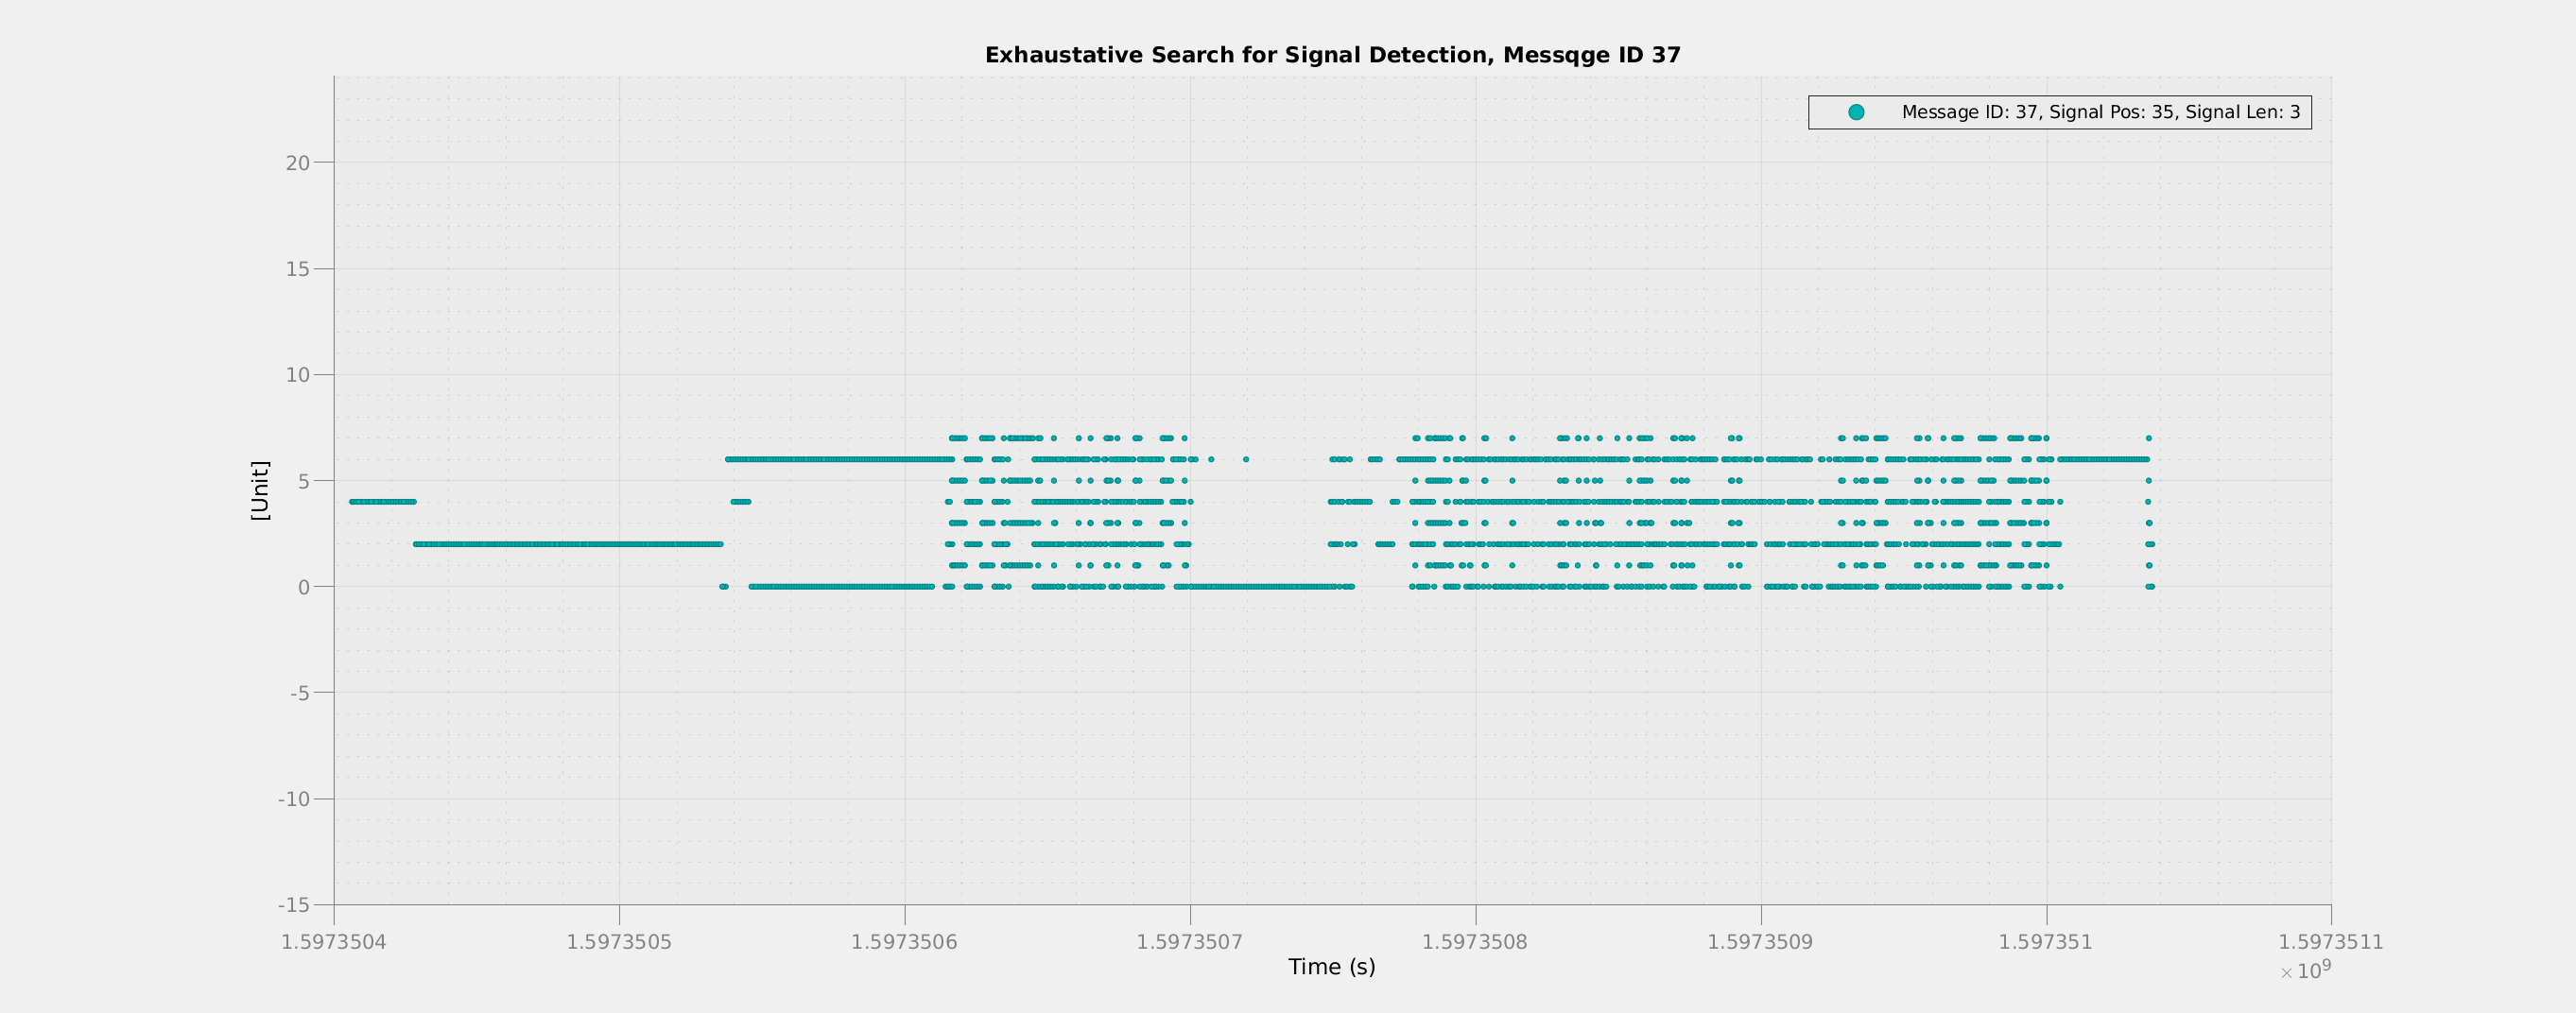 Exhaustative Search for Signal Detection, Messqge ID 37
Message ID: 37, Signal Pos: 35, Signal Len: 3
[Unit]
20
15
10
5
0
-5
-10
-15
1.5973504 1.5973505 1.5973506 1.5973507 1.5973508 1.5973509 1.597351 1.5973511
Time (s)
× 10⁹